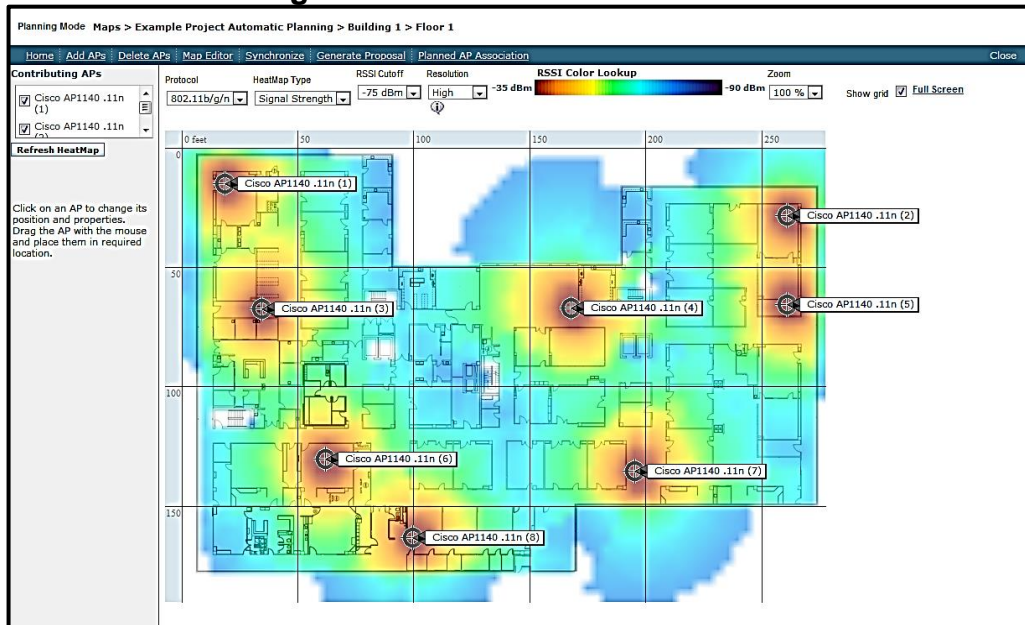 Planning Mode Maps > Example Project Automatic Planning > Building 1 > Floor 1
Home Add APs Delete APs Map Editor Synchronize Generate Proposal Planned AP Association Close
Contributing APs
Cisco AP1140 .11n
(1)
Cisco AP1140 .11n
Refresh HeatMap
Click on an AP to change its
position and properties.
Drag the AP with the mouse
and place them in required
location.
Protocol HeatMap Type RSSI Cutoff Resolution RSSI Color Lookup Zoom
802.11b/g/n Signal Strength -75 dBm High -35 dBm -90 dBm 100 % Show grid Full Screen
0 feet 50 100 150 200 250
0
50
100
150
Cisco AP1140 .11n (1)
Cisco AP1140 .11n (2)
Cisco AP1140 .11n (3)
Cisco AP1140 .11n (4)
Cisco AP1140 .11n (5)
Cisco AP1140 .11n (6)
Cisco AP1140 .11n (7)
Cisco AP1140 .11n (8)